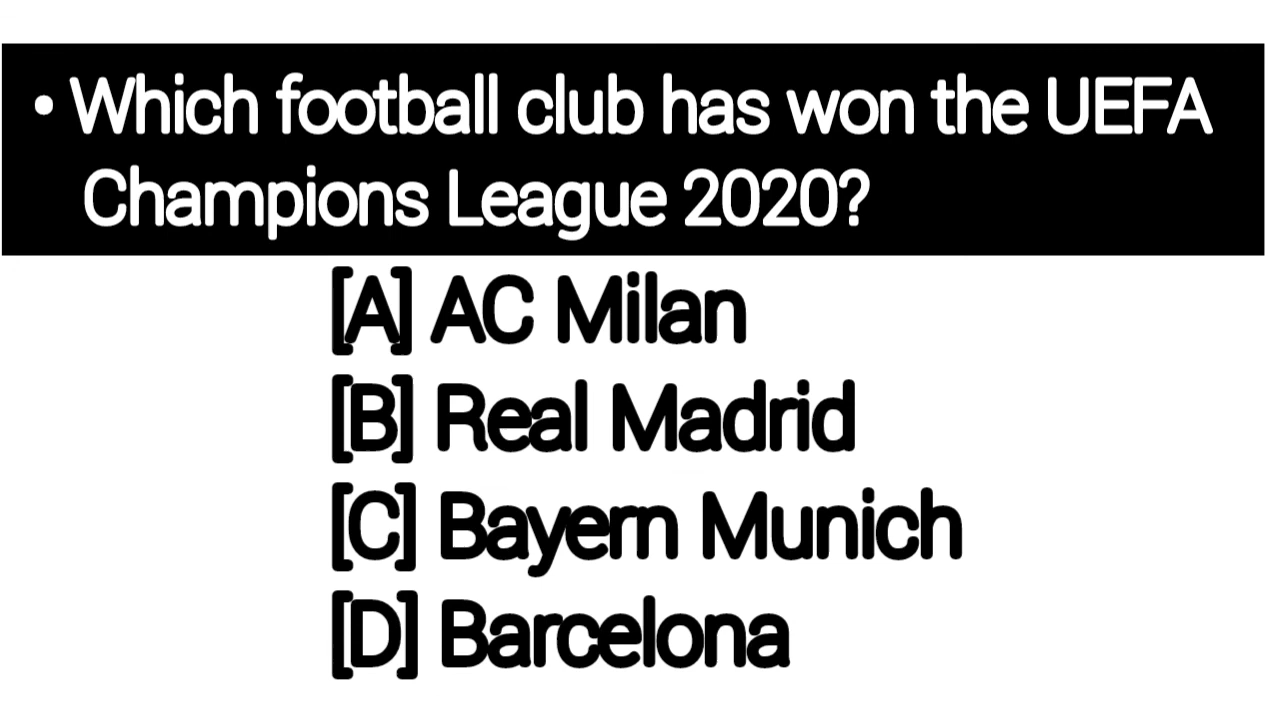 • Which football club has won the UEFA
Champions League 2020?
[A] AC Milan
[B] Real Madrid
[C] Bayern Munich
[D] Barcelona